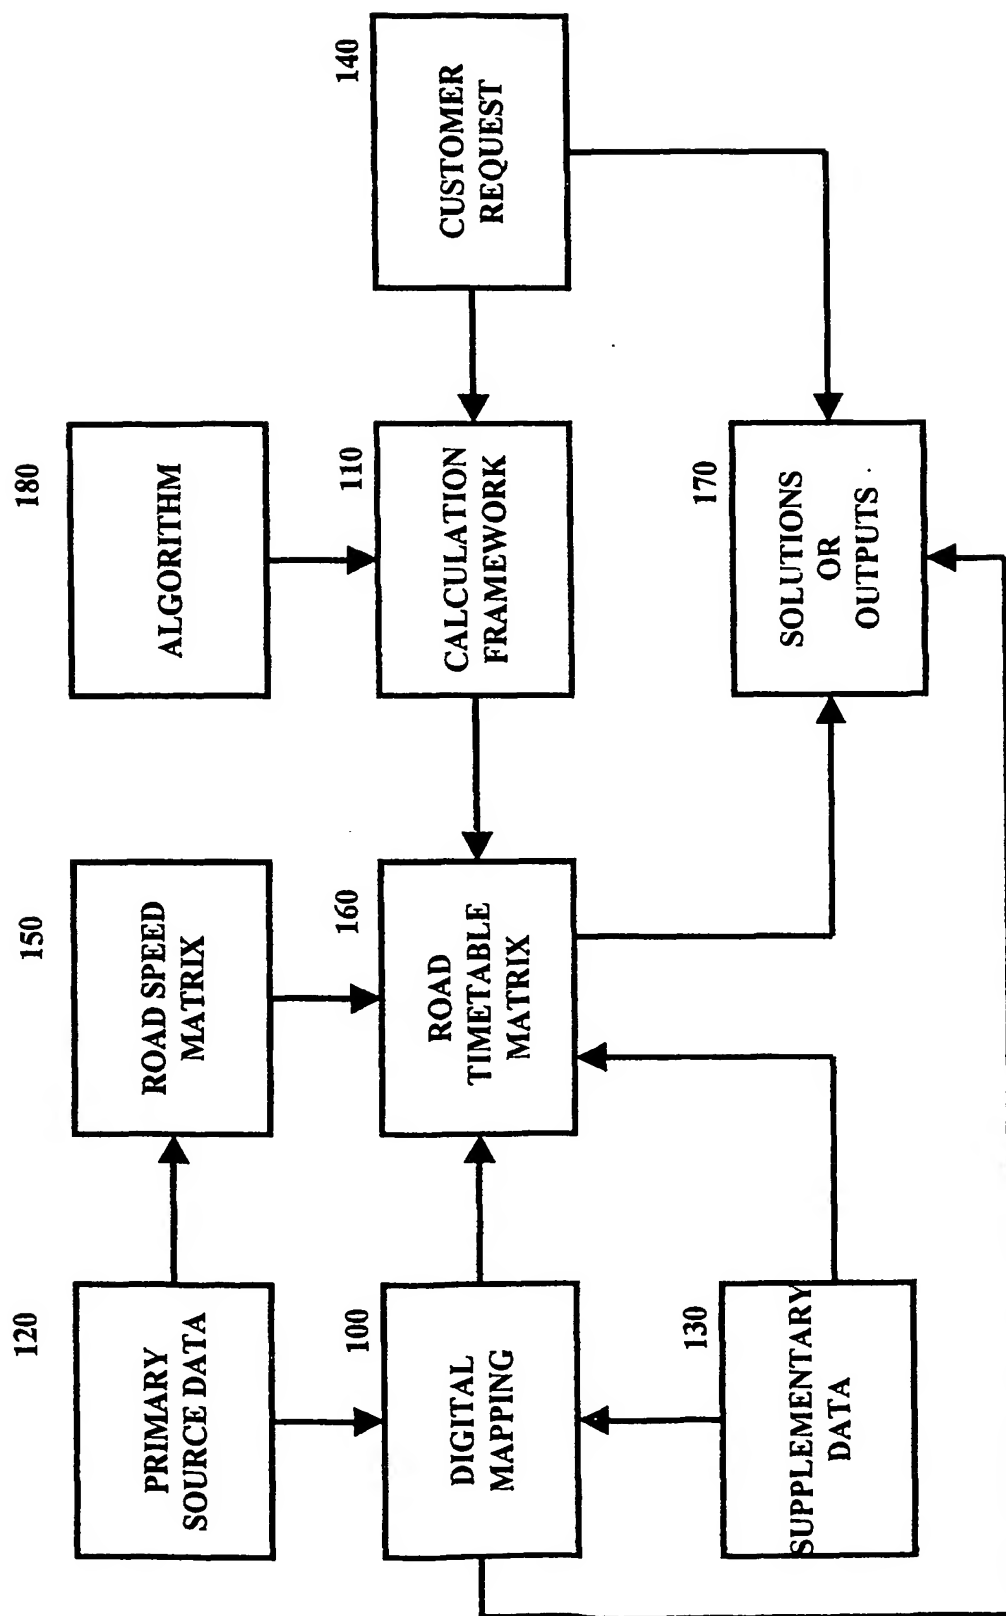 120
PRIMARY
SOURCE DATA
150
ROAD SPEED
MATRIX
180
ALGORITHM
100
DIGITAL
MAPPING
160
ROAD
TIMETABLE
MATRIX
110
CALCULATION
FRAMEWORK
140
CUSTOMER
REQUEST
130
SUPPLEMENTARY
DATA
170
SOLUTIONS
OR
OUTPUTS